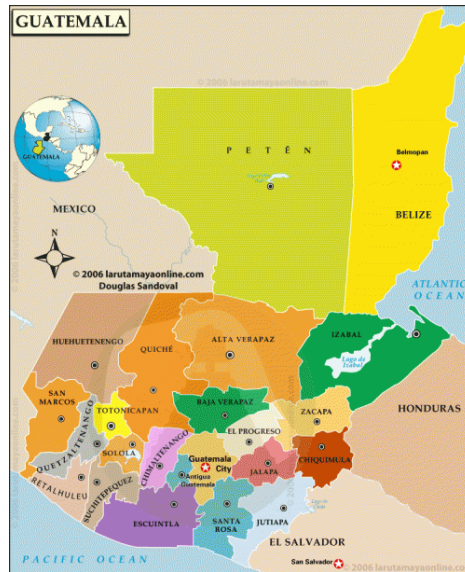 GUATEMALA
© 2006 larutamayaonline.com
GUATEMALA
PETÉN
Belmopan
MEXICO
BELIZE
N
© 2006 larutamayaonline.com
Douglas Sandoval
ATLANTIC
OCEAN
HUEHUETENENGO
QUICHÉ
ALTA VERAPAZ
IZABAL
Lago de
Izabal
SAN
MARCOS
TOTONICAPAN
BAJA VERAPAZ
ZACAPA
HONDURAS
QUETZALTENANGO
SOLOLA
CHIMALTENANGO
EL PROGRESO
Guatemala
City
CHIQUIMULA
RETALHULEU
SUCHITEPEQUEZ
Antigua
Guatemala
JALAPA
ESCUINTLA
SANTA
ROSA
JUTIAPA
EL SALVADOR
PACIFIC OCEAN
San Salvador
© 2006 larutamayaonline.com